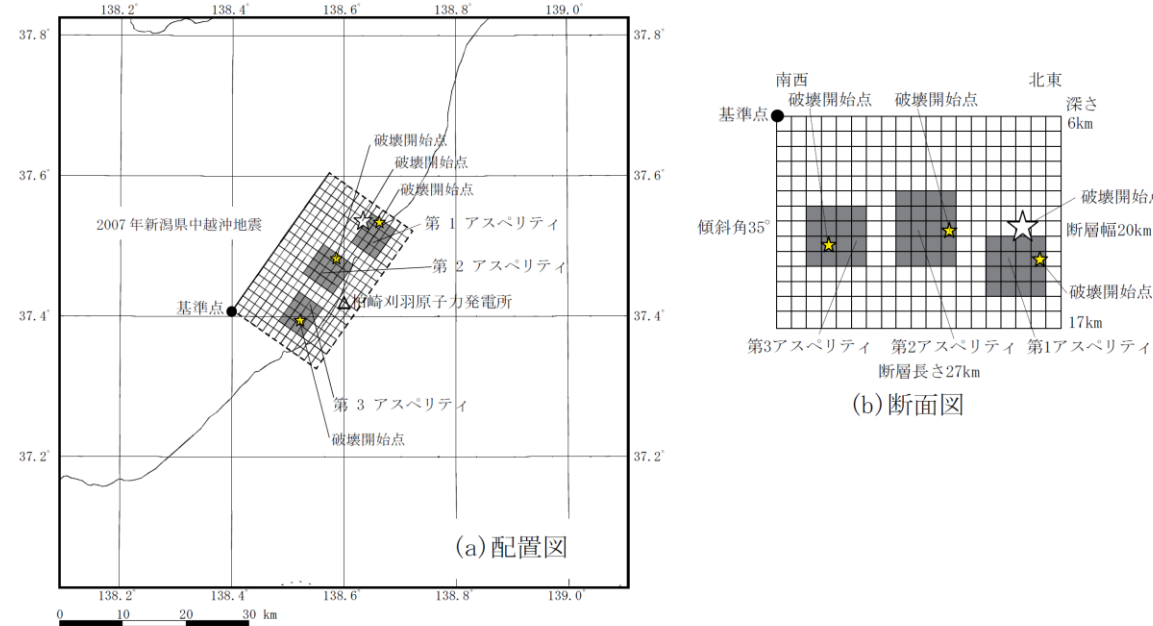 138.2° 138.4° 138.6° 138.8° 139.0°
37.8° 37.8°
破壊開始点
破壊開始点
37.6° 37.6°
破壊開始点
2007年新潟県中越沖地震
第 1 アスペリティ
第 2 アスペリティ
基準点
柏崎刈羽原子力発電所
37.4° 37.4°
第 3 アスペリティ
破壊開始点
37.2° 37.2°
(a)配置図
138.2° 138.4° 138.6° 138.8° 139.0°
0 10 20 30 km
南西 北東
破壊開始点 破壊開始点 深さ
基準点 6km
破壊開始点
傾斜角35° 断層幅20km
破壊開始点
17km
第3アスペリティ 第2アスペリティ 第1アスペリティ
断層長さ27km
(b)断面図